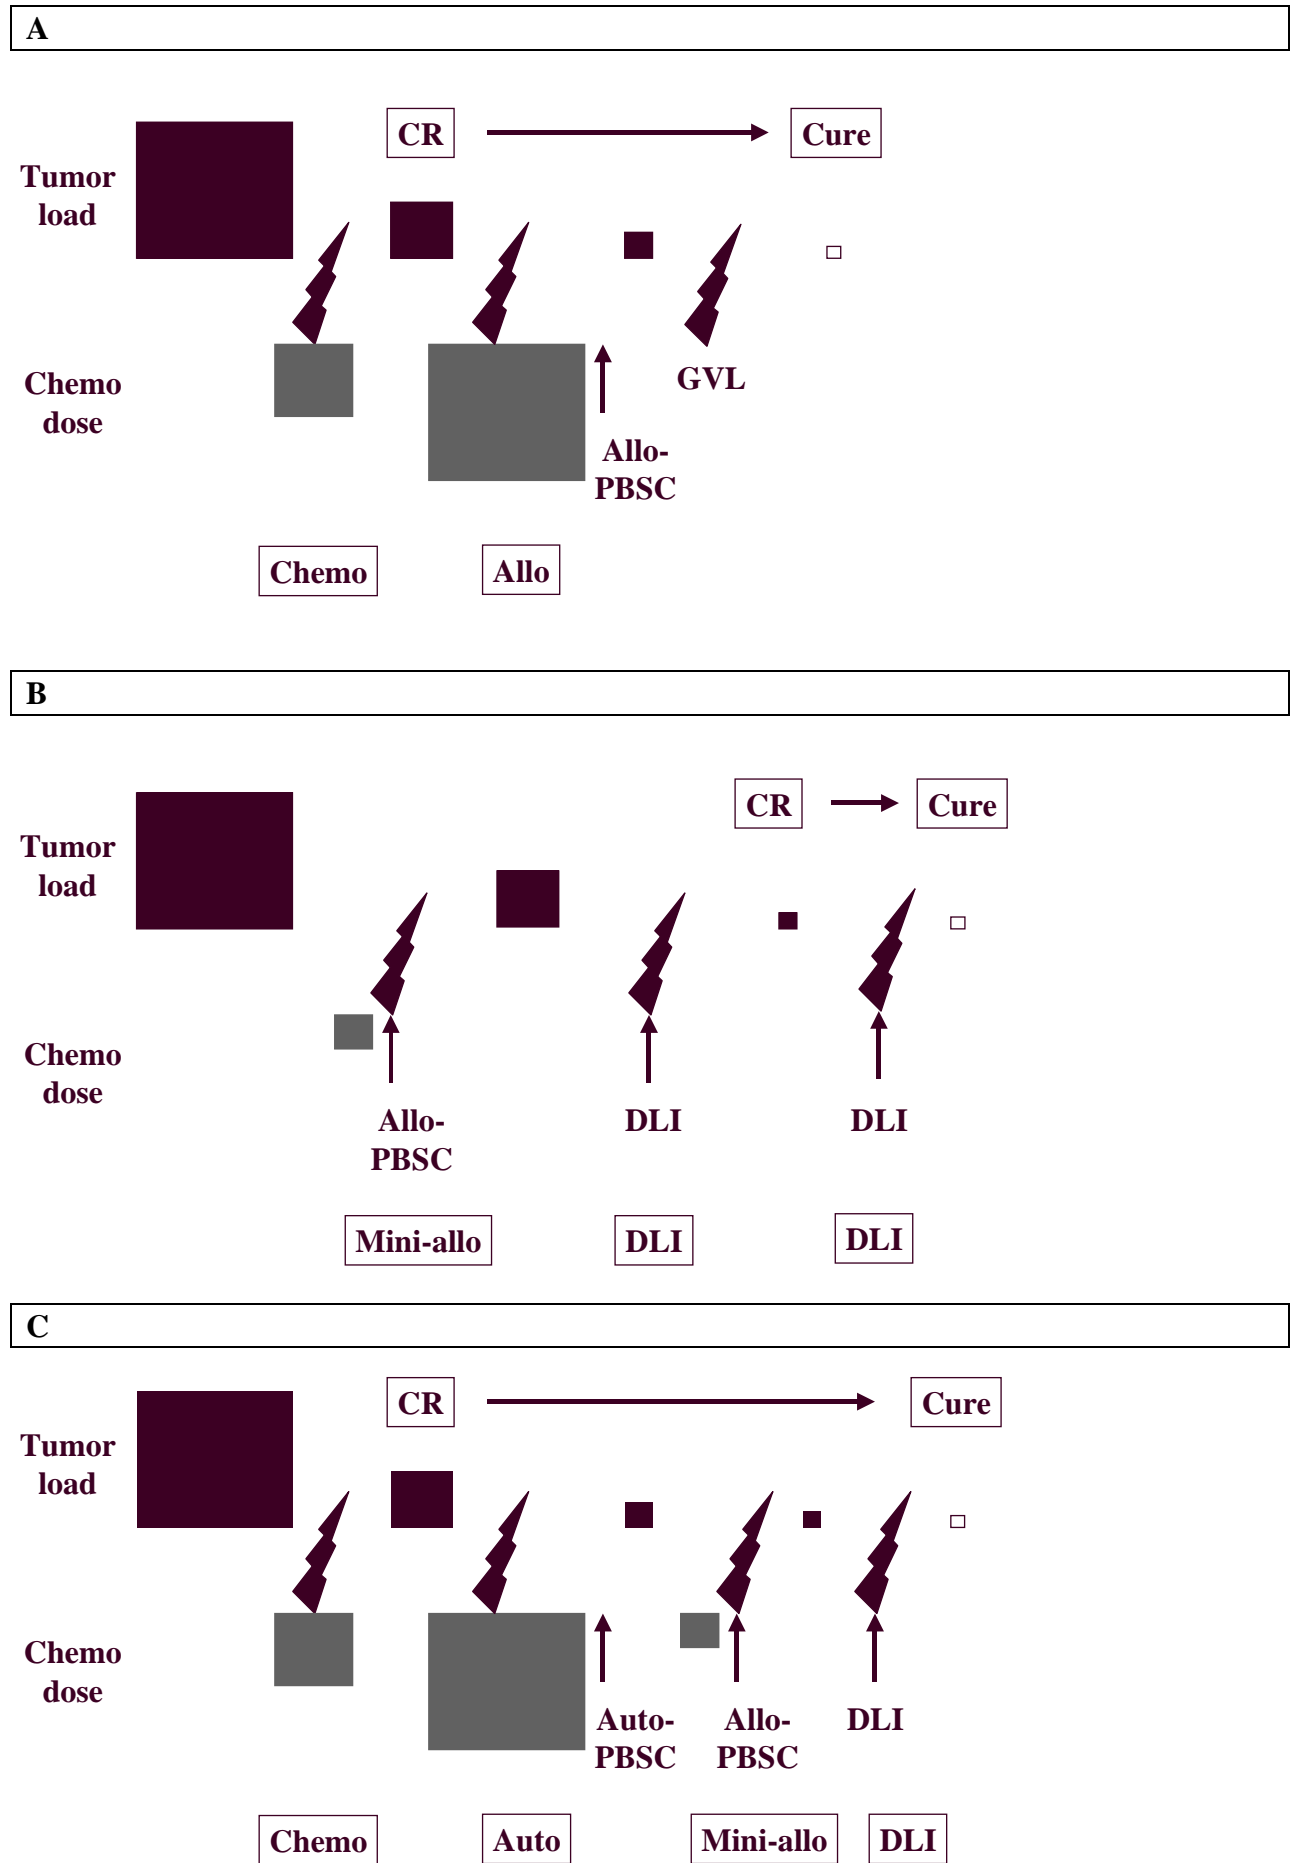 A
CR
Cure
Tumor
load
Chemo
dose
GVL
Allo-
PBSC
Chemo
Allo
B
CR
Cure
Tumor
load
Chemo
dose
Allo-
PBSC
DLI
DLI
Mini-allo
DLI
DLI
C
CR
Cure
Tumor
load
Chemo
dose
Auto-
PBSC
Allo-
PBSC
DLI
Chemo
Auto
Mini-allo
DLI